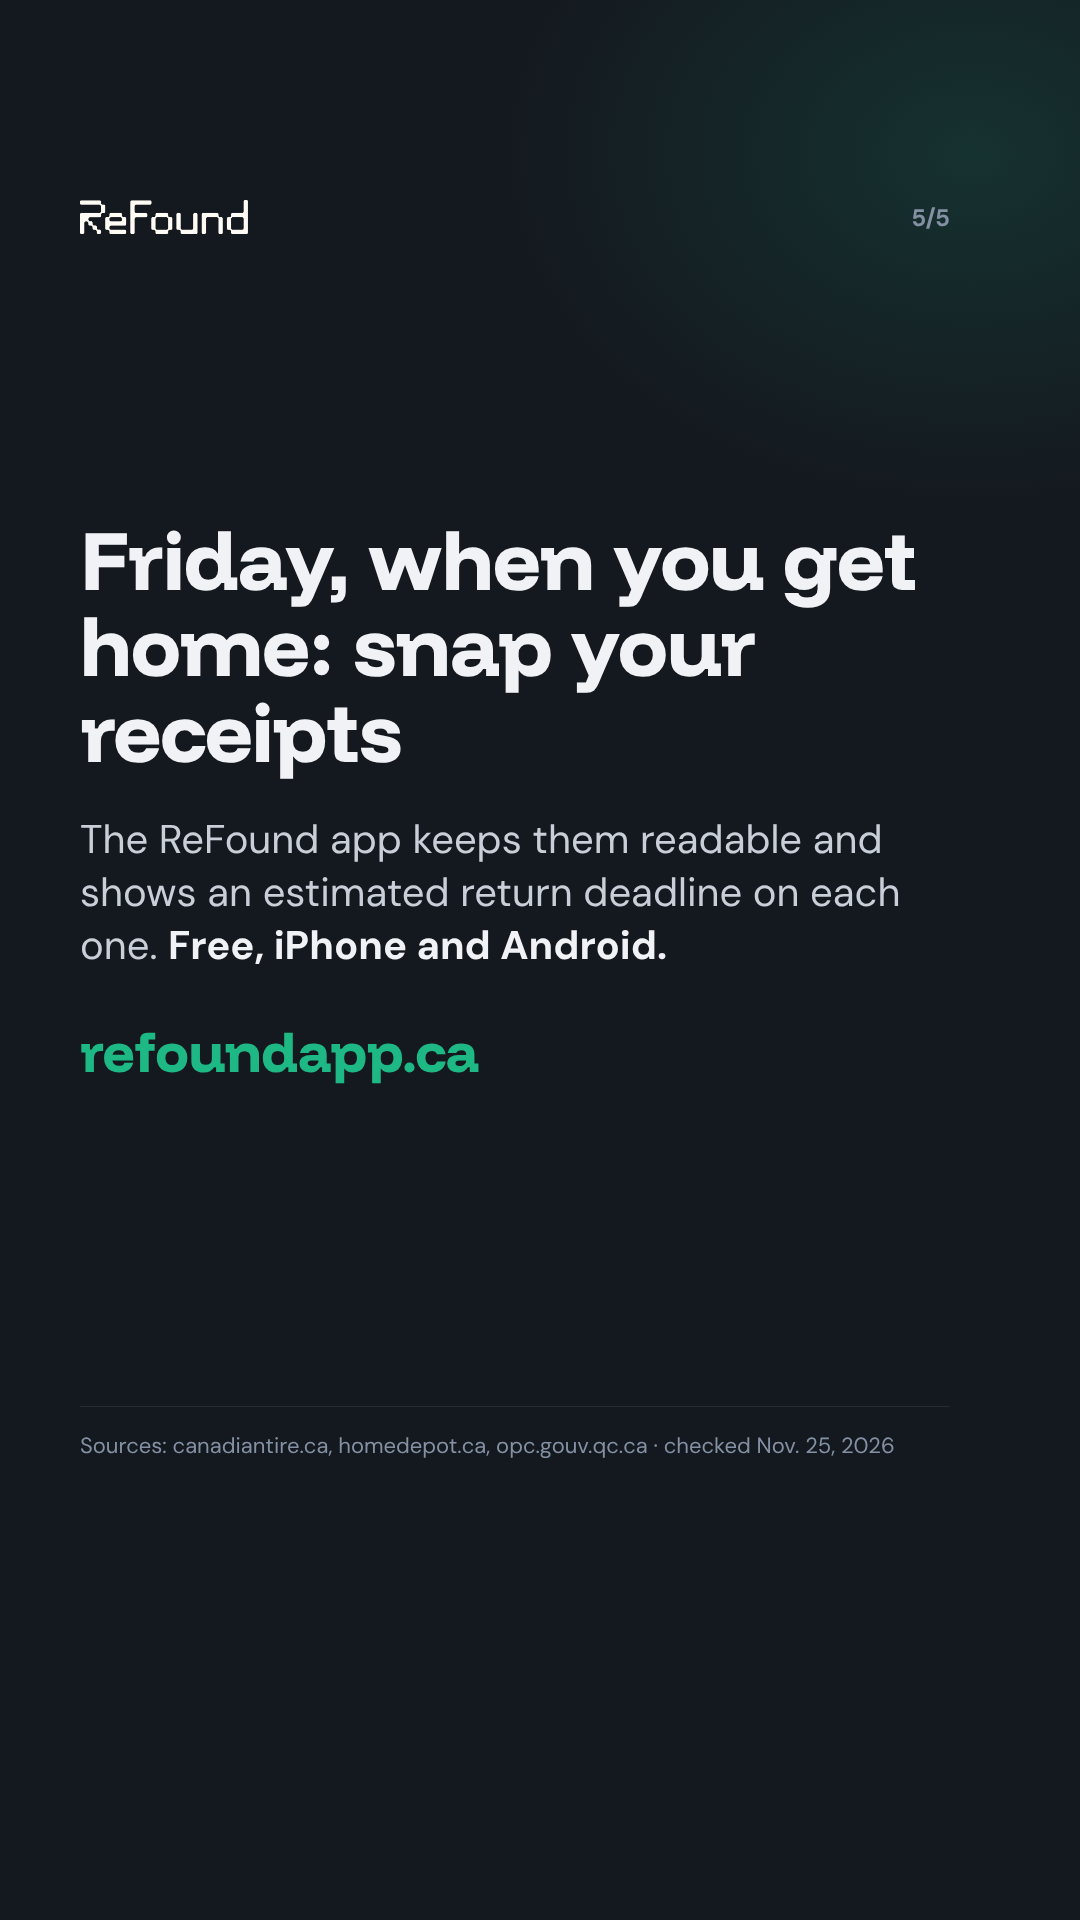 ReFound
5/5
Friday, when you get
home: snap your
receipts
The ReFound app keeps them readable and
shows an estimated return deadline on each
one. Free, iPhone and Android.
refoundapp.ca
Sources: canadiantire.ca, homedepot.ca, opc.gouv.qc.ca · checked Nov. 25, 2026